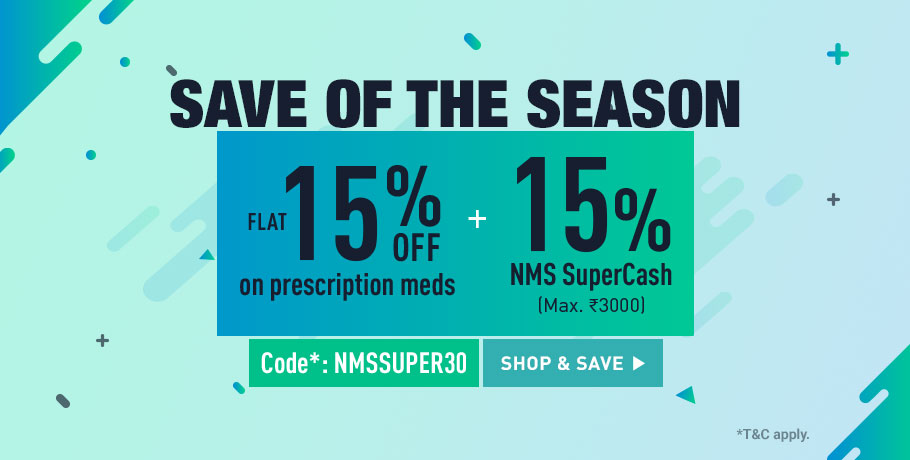 SAVE OF THE SEASON
FLAT 15% OFF
on prescription meds
+
15%
NMS SuperCash
(Max. ₹3000)
Code*: NMSSUPER30
SHOP & SAVE ▶
*T&C apply.